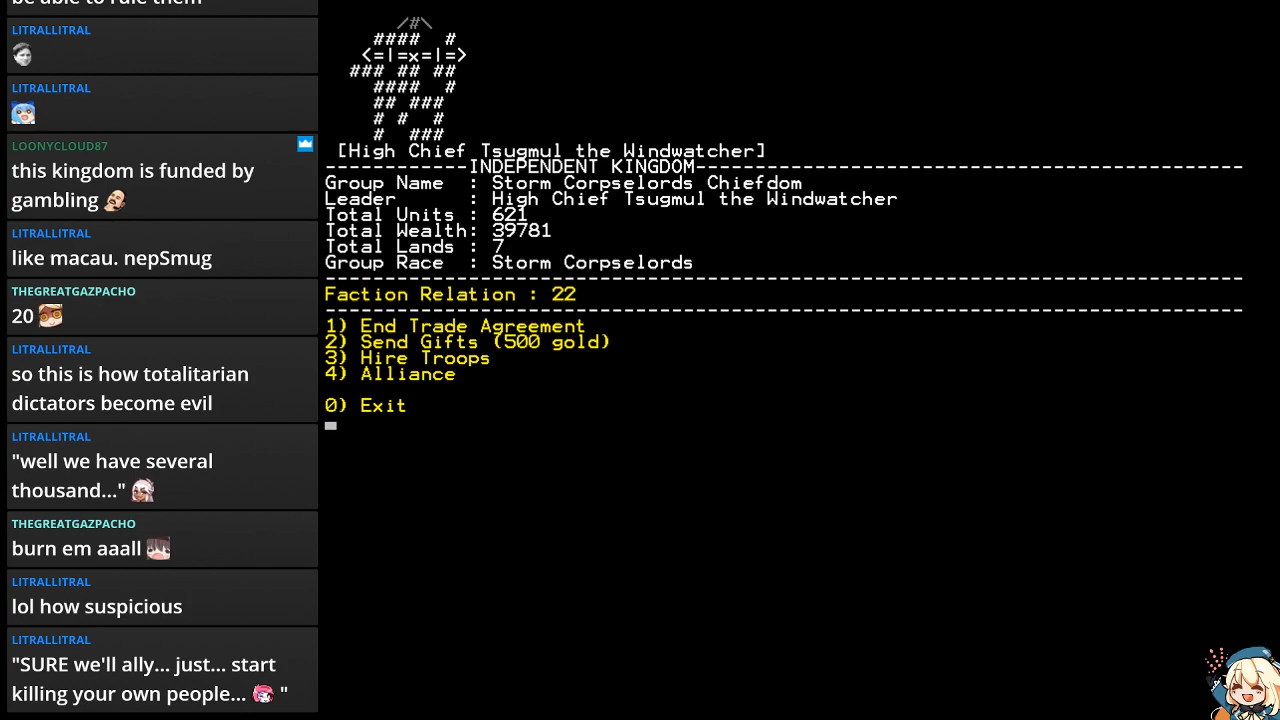 be able to rule them
LITRALLITRAL
LITRALLITRAL
LOONYCLOUD87
this kingdom is funded by
gambling
LITRALLITRAL
like macau. nepSmug
THEGREATGAZPACHO
20
LITRALLITRAL
so this is how totalitarian
dictators become evil
LITRALLITRAL
"well we have several
thousand..."
THEGREATGAZPACHO
burn em aaall
LITRALLITRAL
lol how suspicious
LITRALLITRAL
"SURE we'll ally... just... start
killing your own people... "
/#\
####  #
<=|=x=|=>
### ## ##
####  #
## ###
# #  #
#  ###
[High Chief Tsugmul the Windwatcher]
------------INDEPENDENT KINGDOM----------------------------------------------
Group Name  : Storm Corpselords Chiefdom
Leader      : High Chief Tsugmul the Windwatcher
Total Units : 621
Total Wealth: 39781
Total Lands : 7
Group Race  : Storm Corpselords
-----------------------------------------------------------------------------
Faction Relation : 22
-----------------------------------------------------------------------------
1) End Trade Agreement
2) Send Gifts (500 gold)
3) Hire Troops
4) Alliance
0) Exit